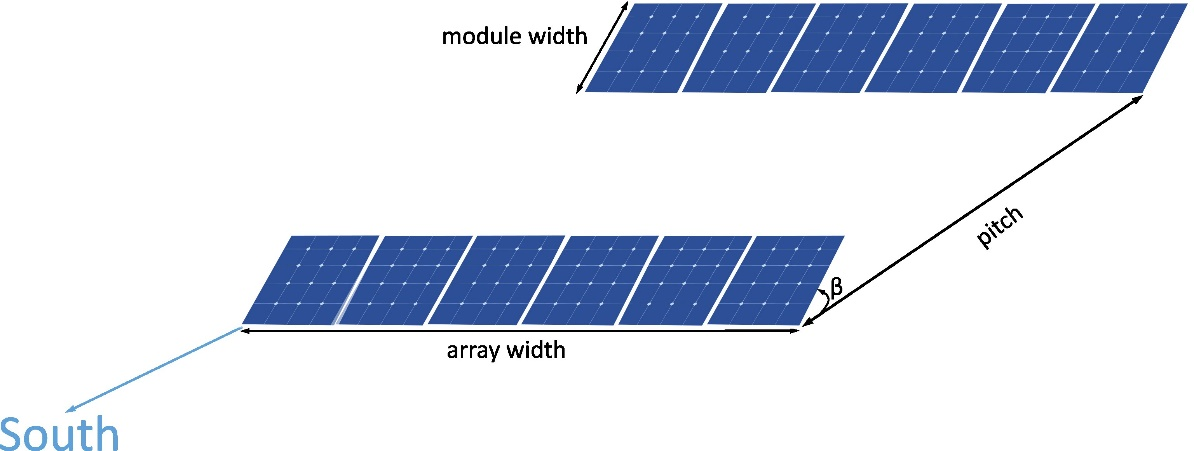 module width
β
pitch
array width
South